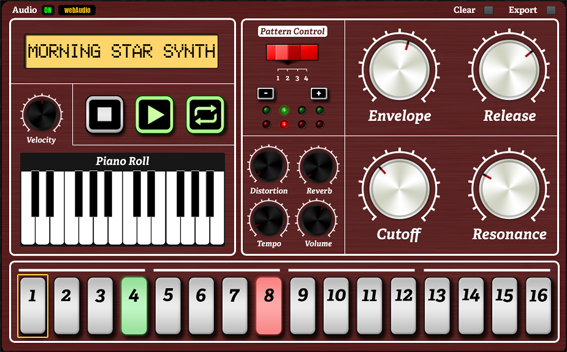 Audio ON webAudio Clear Export
MORNING STAR SYNTH
Velocity
Piano Roll
Pattern Control
1 2 3 4
- +
Distortion Reverb
Tempo Volume
Envelope Release
Cutoff Resonance
1 2 3 4 5 6 7 8 9 10 11 12 13 14 15 16